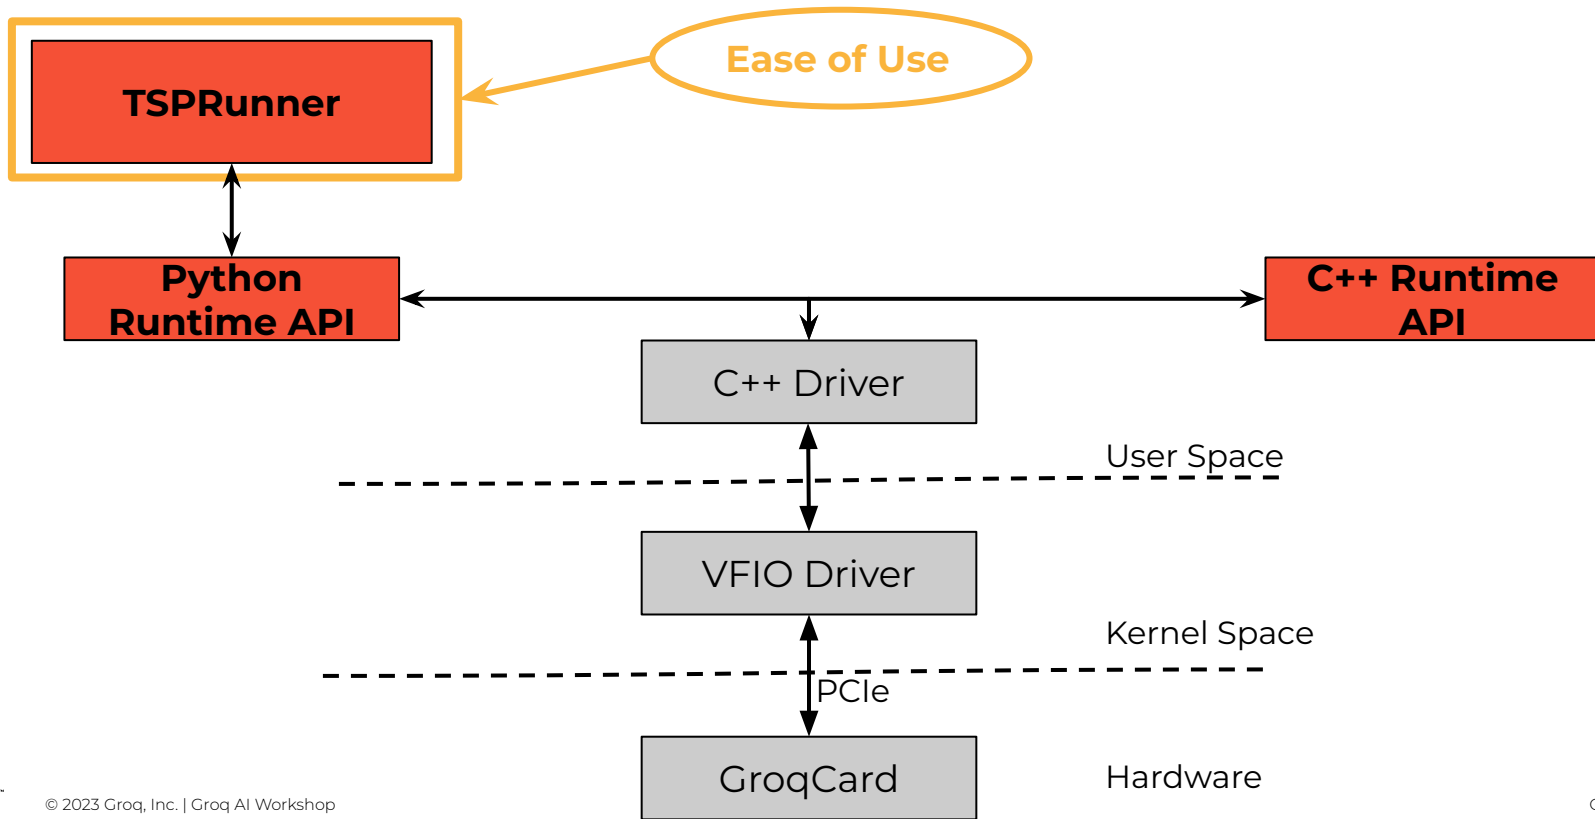 Ease of Use
TSPRunner
Python
Runtime API
C++ Runtime
API
C++ Driver
User Space
VFIO Driver
Kernel Space
PCIe
GroqCard
Hardware
© 2023 Groq, Inc. | Groq AI Workshop